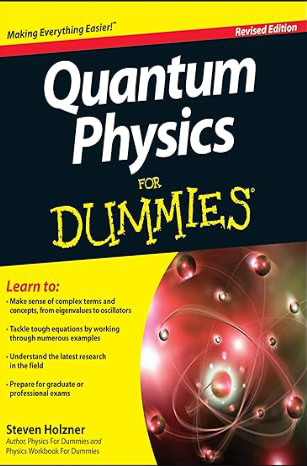 Making Everything Easier!™
Revised Edition
Quantum
Physics
FOR
DUMMIES®
Learn to:
• Make sense of complex terms and
concepts, from eigenvalues to oscillators
• Tackle tough equations by working
through numerous examples
• Understand the latest research
in the field
• Prepare for graduate or
professional exams
Steven Holzner
Author, Physics For Dummies and
Physics Workbook For Dummies